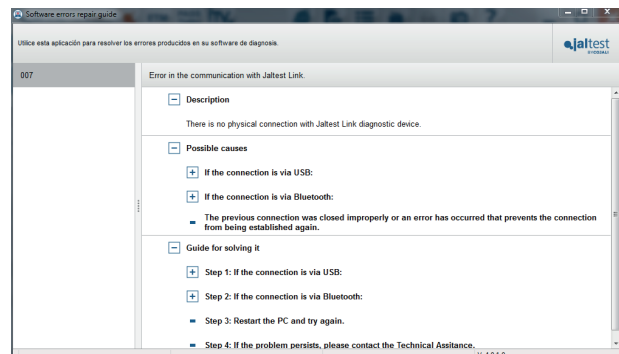 Software errors repair guide
Utilice esta aplicación para resolver los errores producidos en su software de diagnosis.
jaltest
007
Error in the communication with Jaltest Link.
Description
There is no physical connection with Jaltest Link diagnostic device.
Possible causes
If the connection is via USB:
If the connection is via Bluetooth:
The previous connection was closed improperly or an error has occurred that prevents the connection
from being established again.
Guide for solving it
Step 1: If the connection is via USB:
Step 2: If the connection is via Bluetooth:
Step 3: Restart the PC and try again.
Step 4: If the problem persists, please contact the Technical Assitance.